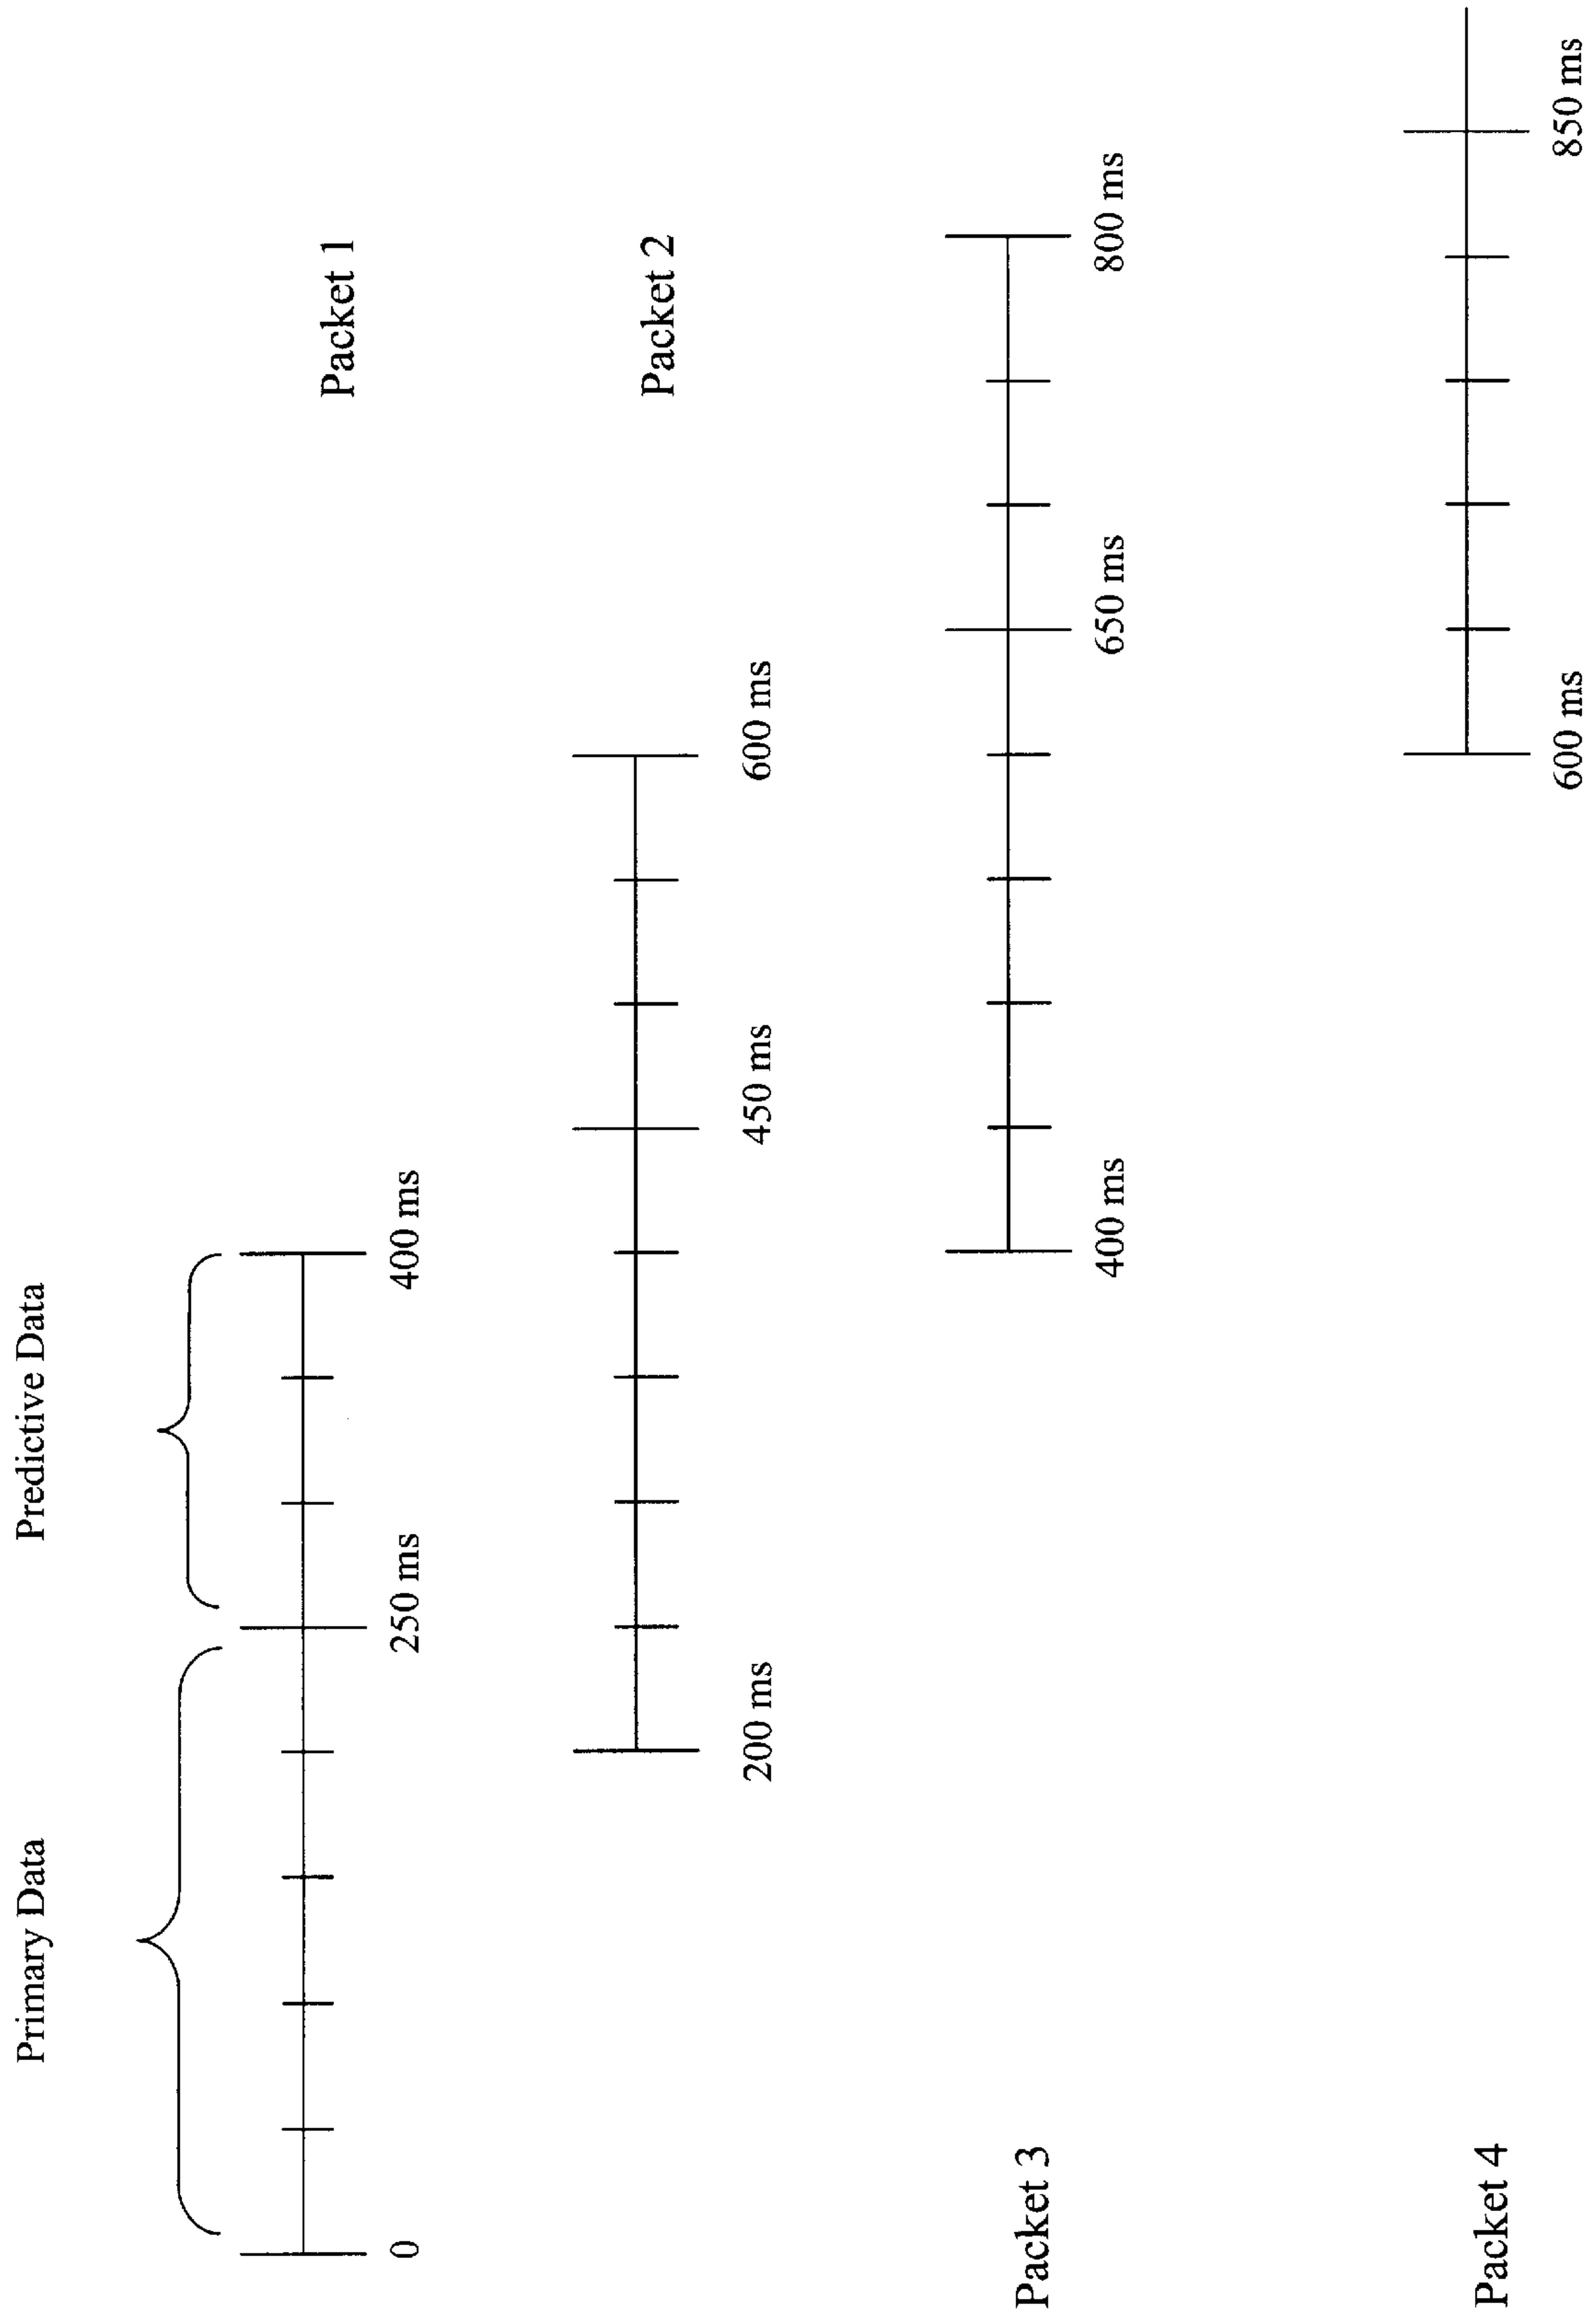 Primary Data
Predictive Data
0
250 ms
400 ms
Packet 1
200 ms
450 ms
600 ms
Packet 2
Packet 3
400 ms
650 ms
800 ms
Packet 4
600 ms
850 ms